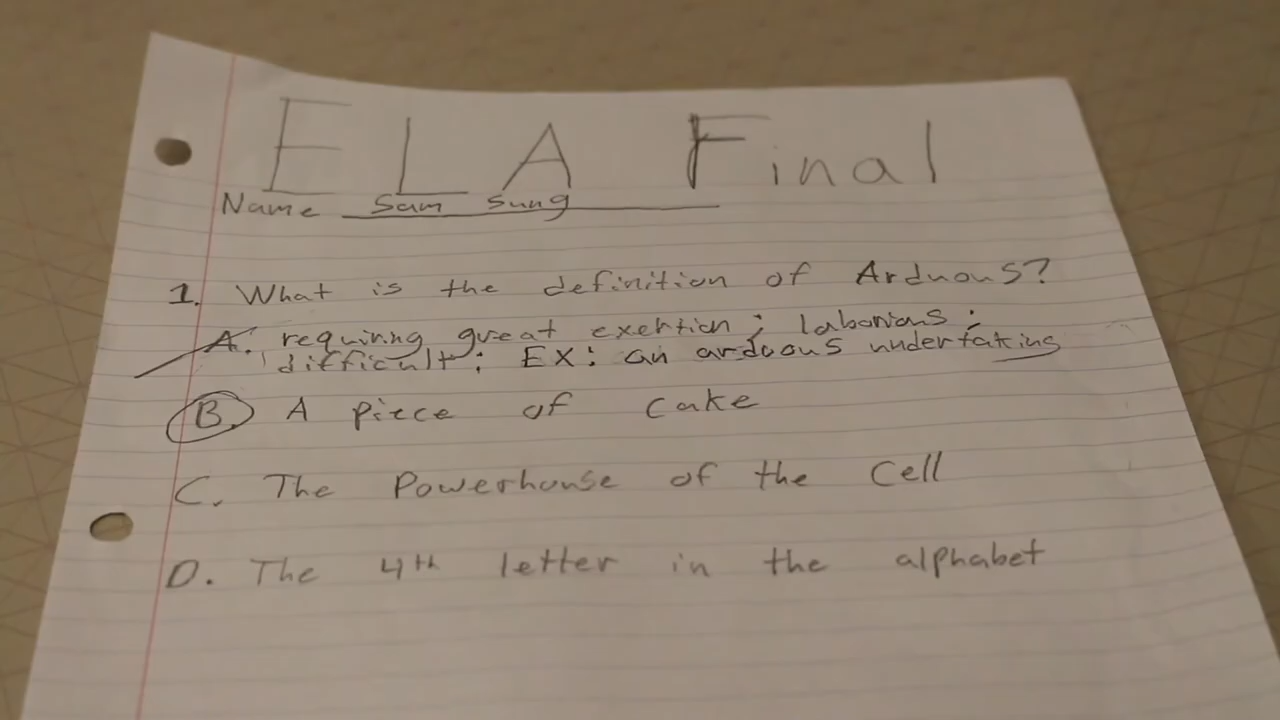 ELA Final
Name Sam Sung
1. What is the definition of Arduous?
A. requiring great exertion; laborious;
difficult; EX: an arduous undertaking
B. A piece of cake
C. The Powerhouse of the Cell
D. The 4th letter in the alphabet